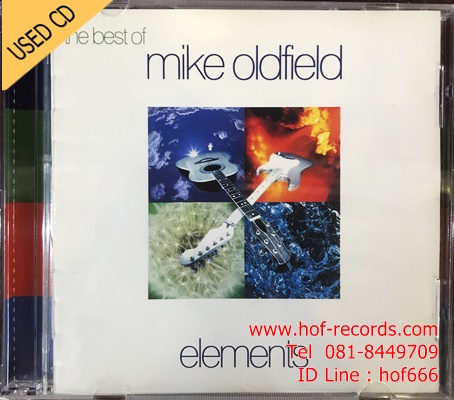 USED CD
the best of
mike oldfield
elements
www.hof-records.com
Tel 081-8449709
ID Line : hof666